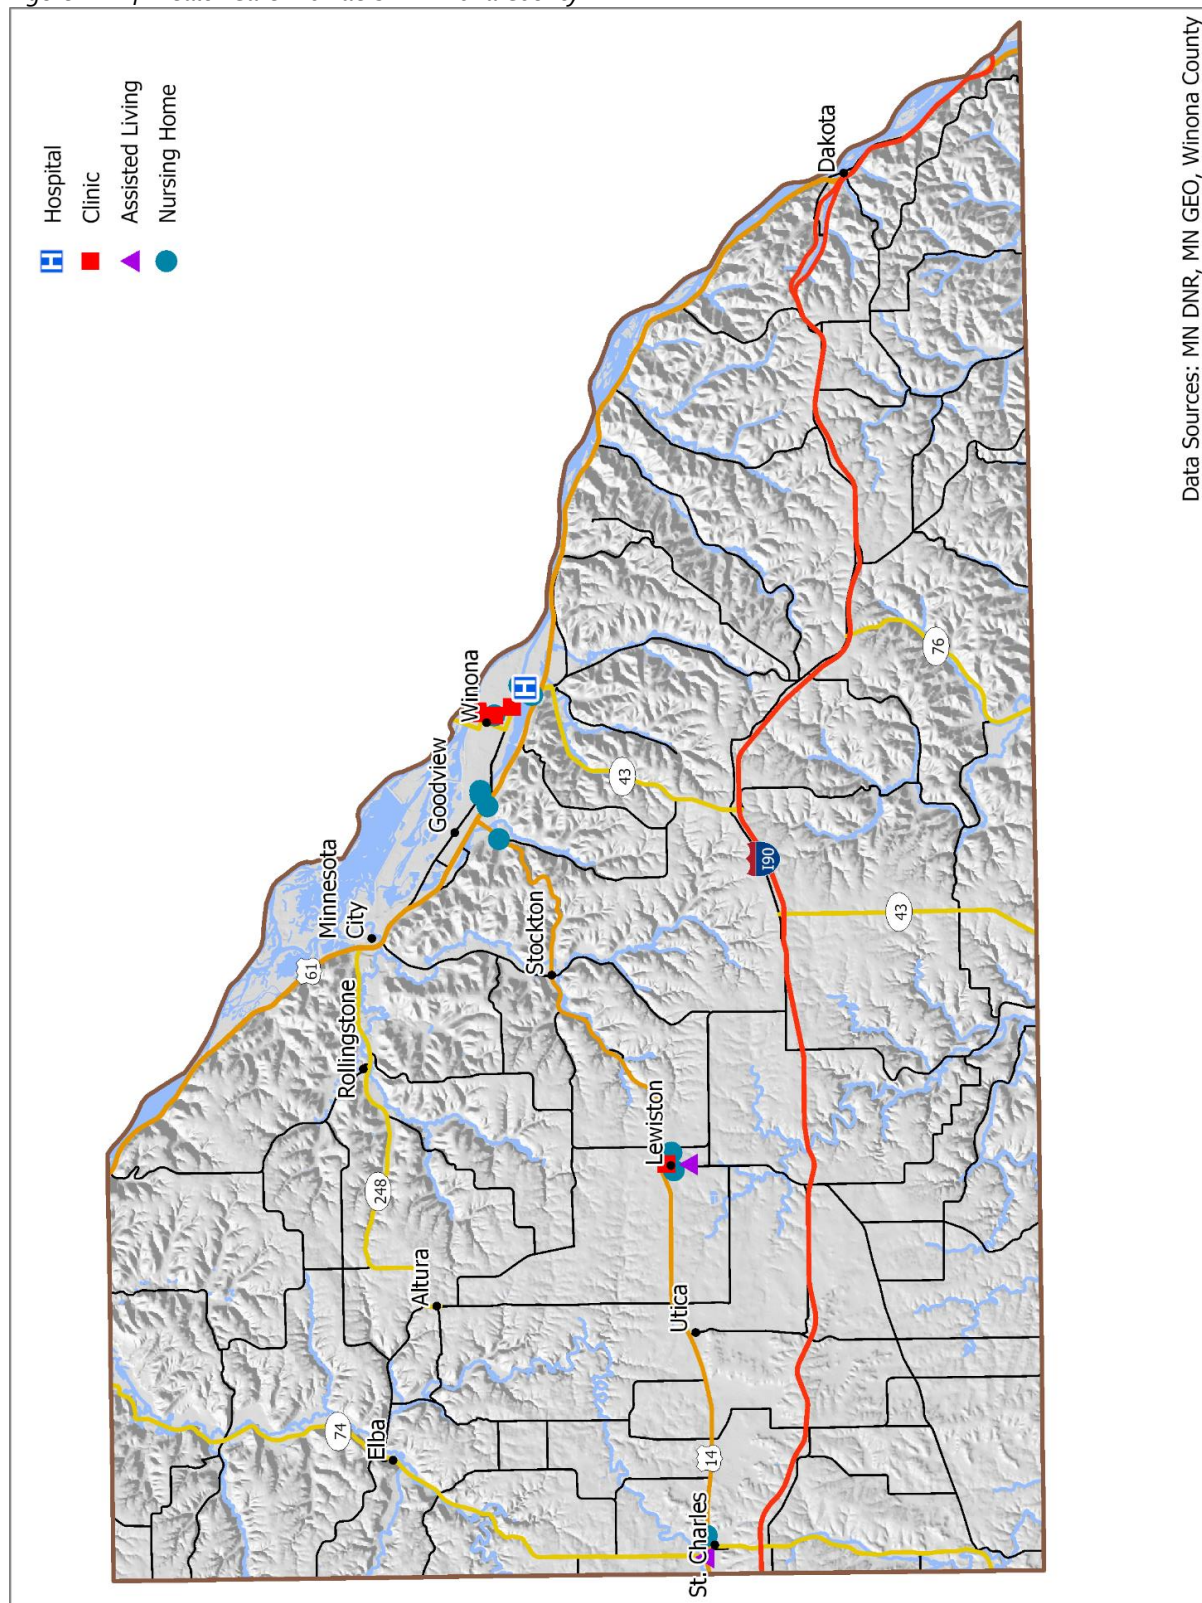 Hospital
Clinic
Assisted Living
Nursing Home
61
Minnesota
City
74
Rollingstone
248
Elba
Altura
Goodview
Winona
Stockton
43
Lewiston
Utica
St. Charles
14
I90
Dakota
43
76
Data Sources: MN DNR, MN GEO, Winona County